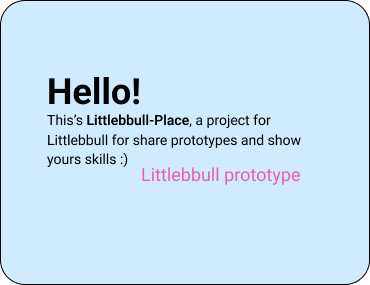 Hello!
This’s Littlebbull-Place, a project for
Littlebbull for share prototypes and show
yours skills :)
Littlebbull prototype